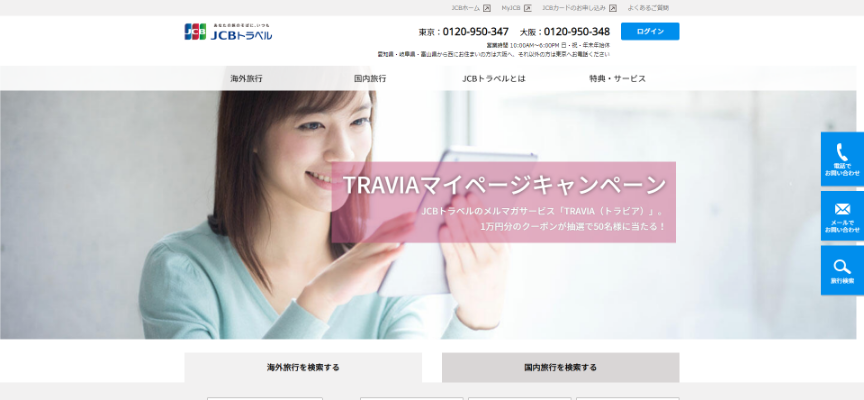 JCBホーム
MyJCB
JCBカードのお申し込み
よくあるご質問
あなたの旅のそばに、いつも
JCB
JCBトラベル
東京：0120-950-347 大阪：0120-950-348
ログイン
営業時間 10:00AM～6:00PM 日・祝・年末年始休
愛知県・岐阜県・富山県から西にお住まいの方は大阪へ、それ以外の方は東京へお電話ください
海外旅行
国内旅行
JCBトラベルとは
特典・サービス
TRAVIAマイページキャンペーン
JCBトラベルのメルマガサービス「TRAVIA（トラビア）」。
1万円分のクーポンが抽選で50名様に当たる！
電話で
お問い合わせ
メールで
お問い合わせ
旅行検索
海外旅行を検索する
国内旅行を検索する